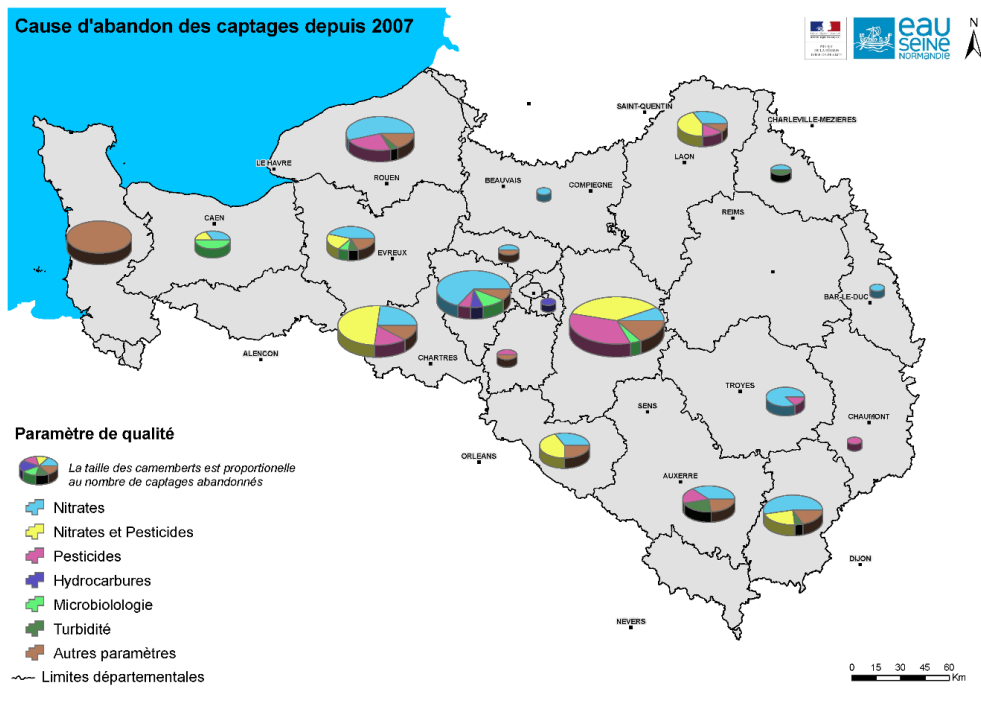 Cause d'abandon des captages depuis 2007
eau
SEINE
NORMANDIE
N
SAINT-QUENTIN
CHARLEVILLE-MEZIERES
LE HAVRE
LAON
ROUEN
BEAUVAIS
COMPIEGNE
REIMS
CAEN
EVREUX
BAR-LE-DUC
ALENCON
CHARTRES
TROYES
SENS
CHAUMONT
ORLEANS
AUXERRE
DIJON
NEVERS
Paramètre de qualité
La taille des camemberts est proportionelle
au nombre de captages abandonnés
Nitrates
Nitrates et Pesticides
Pesticides
Hydrocarbures
Microbiolologie
Turbidité
Autres paramètres
Limites départementales
0 15 30 45 60
Km